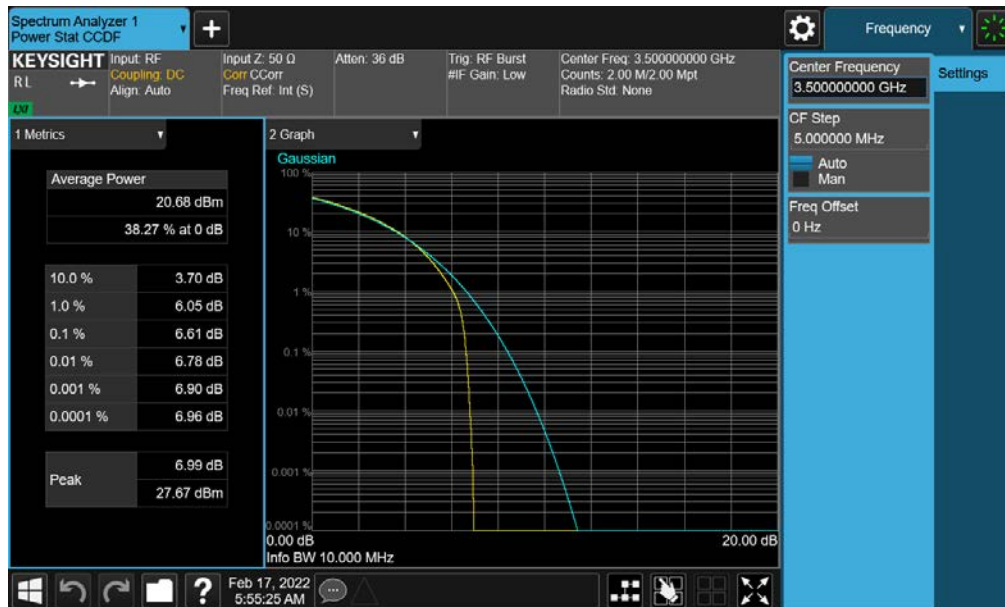 Spectrum Analyzer 1
Power Stat CCDF
Frequency
KEYSIGHT
RL
LXI
Input: RF
Coupling: DC
Align: Auto
Input Z: 50 Ω
Corr CCorr
Freq Ref: Int (S)
Atten: 36 dB
Trig: RF Burst
#IF Gain: Low
Center Freq: 3.500000000 GHz
Counts: 2.00 M/2.00 Mpt
Radio Std: None
Center Frequency
3.500000000 GHz
Settings
CF Step
5.000000 MHz
Auto
Man
Freq Offset
0 Hz
1 Metrics
Average Power
20.68 dBm
38.27 % at 0 dB
10.0 % 3.70 dB
1.0 % 6.05 dB
0.1 % 6.61 dB
0.01 % 6.78 dB
0.001 % 6.90 dB
0.0001 % 6.96 dB
Peak
6.99 dB
27.67 dBm
2 Graph
Gaussian
100 %
10 %
1 %
0.1 %
0.01 %
0.001 %
0.0001 %
0.00 dB 20.00 dB
Info BW 10.000 MHz
?
Feb 17, 2022
5:55:25 AM